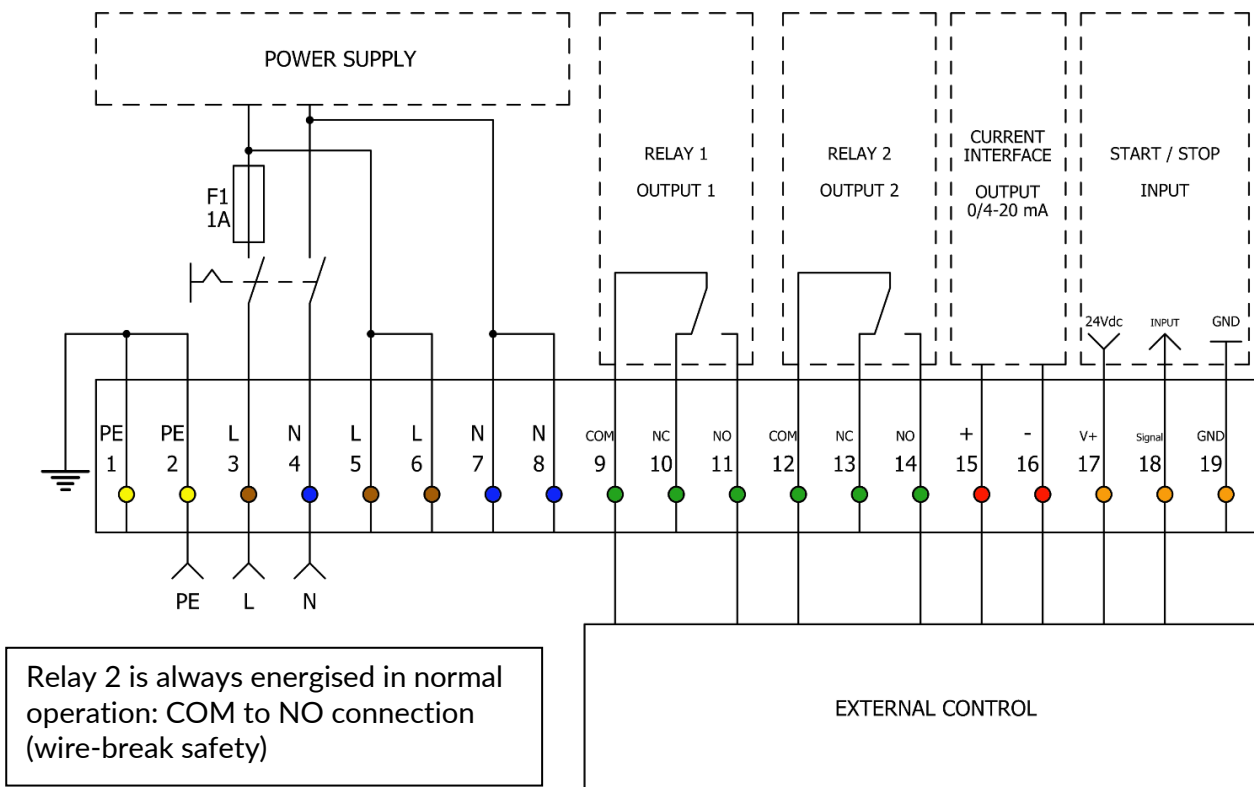 POWER SUPPLY
F1
1A
RELAY 1
OUTPUT 1
RELAY 2
OUTPUT 2
CURRENT
INTERFACE
OUTPUT
0/4-20 mA
START / STOP
INPUT
24Vdc INPUT GND
PE PE L N L L N N COM NC NO COM NC NO + - V+ Signal GND
1 2 3 4 5 6 7 8 9 10 11 12 13 14 15 16 17 18 19
PE L N
Relay 2 is always energised in normal
operation: COM to NO connection
(wire-break safety)
EXTERNAL CONTROL